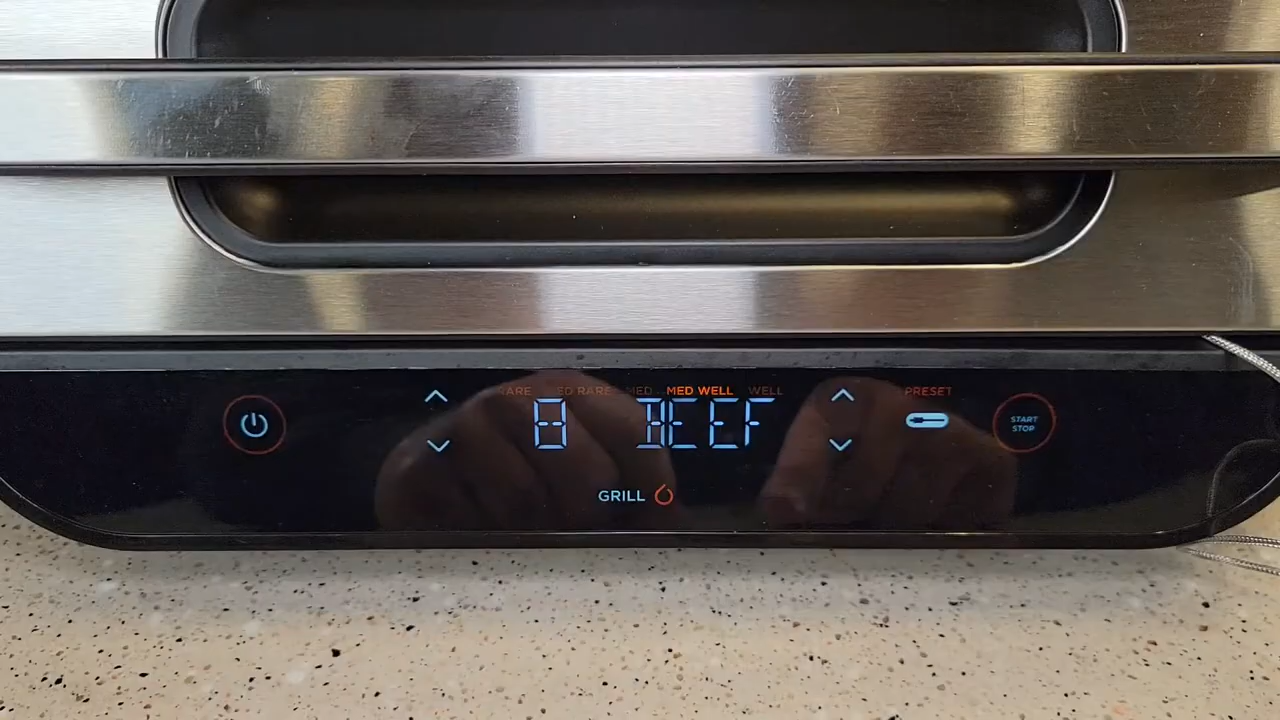 RARE MED RARE MED MED WELL WELL
8 BEEF
PRESET
START
STOP
GRILL